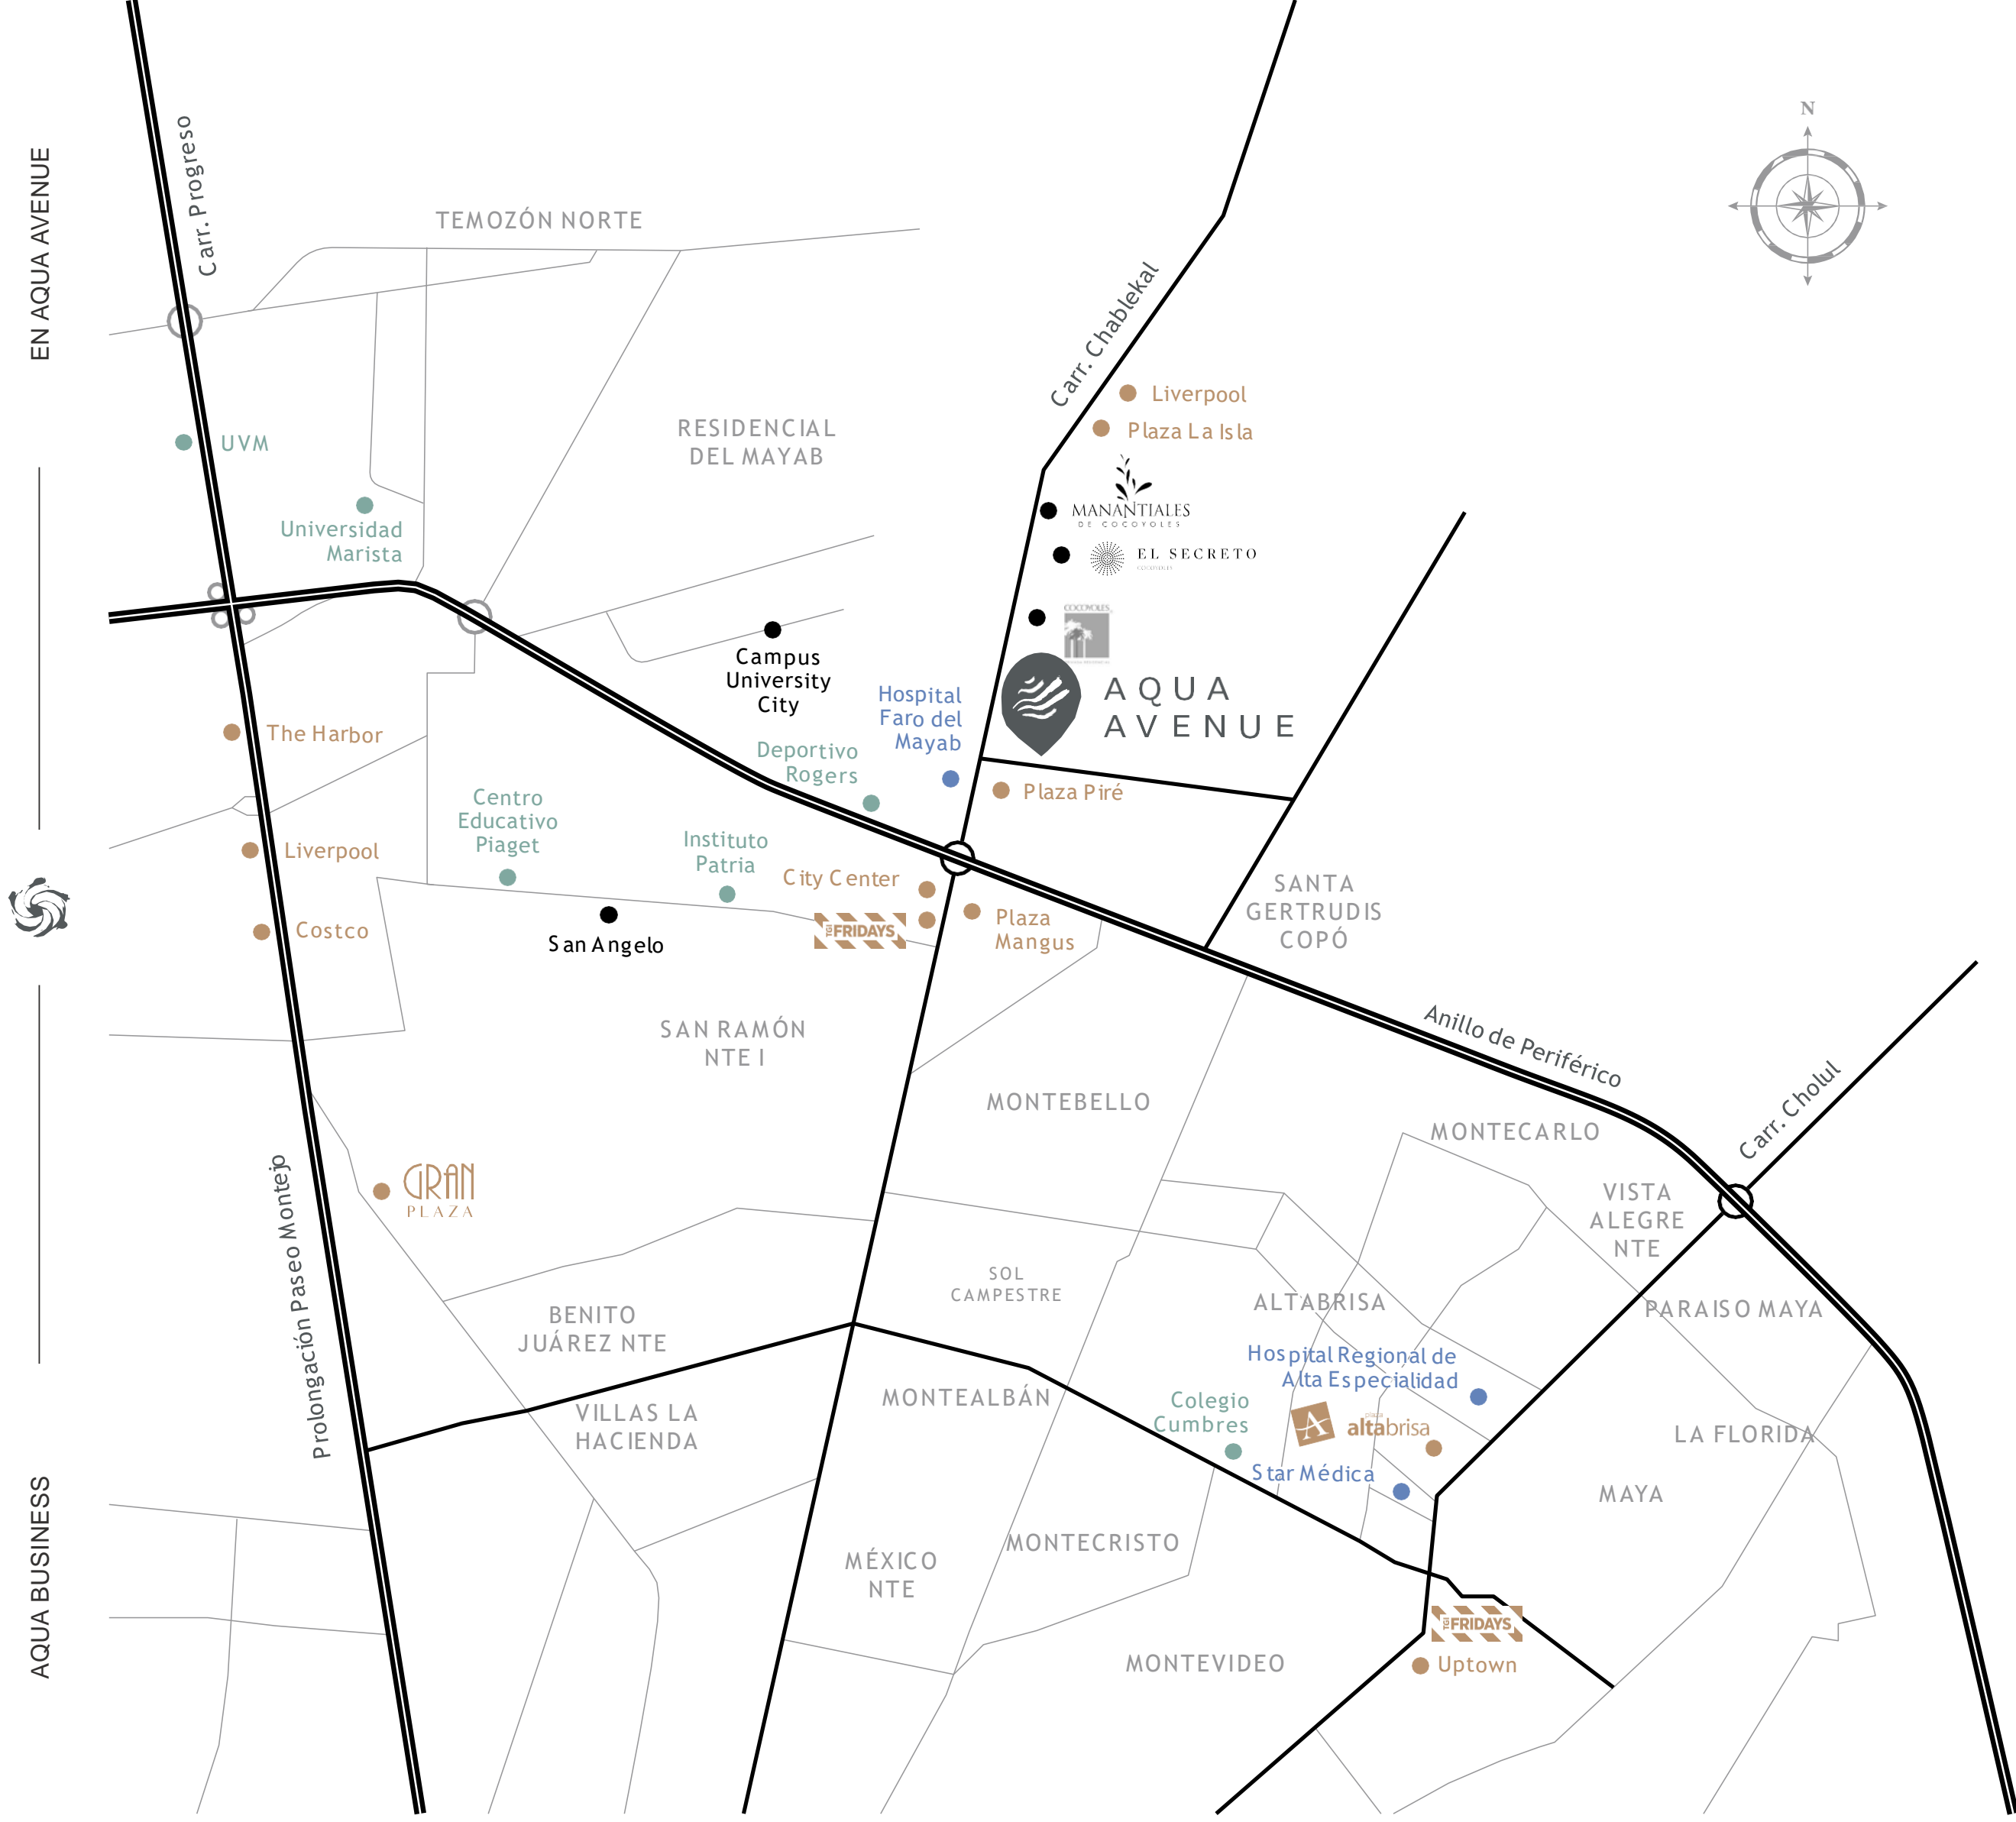 EN AQUA AVENUE
AQUA BUSINESS
Carr. Progreso
TEMOZÓN NORTE
N
Carr. Chablekal
Liverpool
Plaza La Isla
RESIDENCIAL
DEL MAYAB
UVM
Universidad
Marista
MANANTIALES
DE COCOYOLES
EL SECRETO
COCOYOLES
COCOYOLES
Campus
University
City
AQUA
AVENUE
Hospital
Faro del
Mayab
The Harbor
Deportivo
Rogers
Plaza Piré
Centro
Educativo
Piaget
Instituto
Patria
Liverpool
City Center
SANTA
GERTRUDIS
COPÓ
Costco
San Angelo
TGI FRIDAYS
Plaza
Mangus
SAN RAMÓN
NTE I
Anillo de Periférico
Carr. Cholul
MONTEBELLO
MONTECARLO
Prolongación Paseo Montejo
GRAN
PLAZA
VISTA
ALEGRE
NTE
SOL
CAMPESTRE
ALTABRISA
PARAISO MAYA
BENITO
JUÁREZ NTE
Hospital Regional de
Alta Especialidad
MONTEALBÁN
VILLAS LA
HACIENDA
Colegio
Cumbres
A
plaza
altabrisa
LA FLORIDA
Star Médica
MAYA
MÉXICO
NTE
MONTECRISTO
TGI FRIDAYS
MONTEVIDEO
Uptown